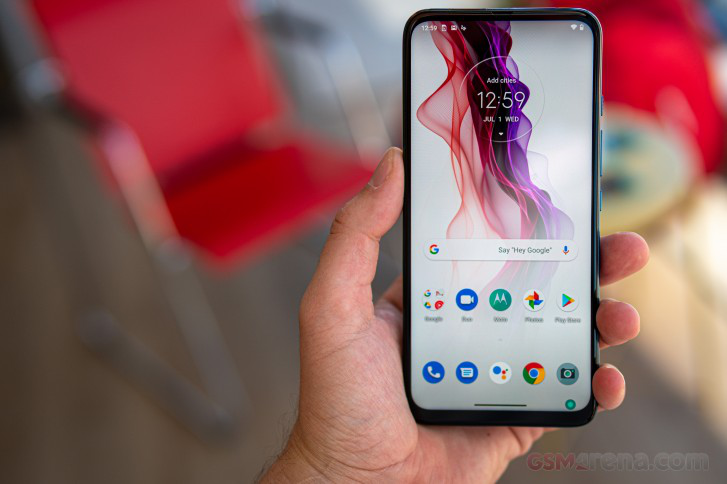 12:59
Add cities
12:59
JUL 1 WED
G
Say "Hey Google"
Google Duo Moto Photos Play Store
GSMarena.com